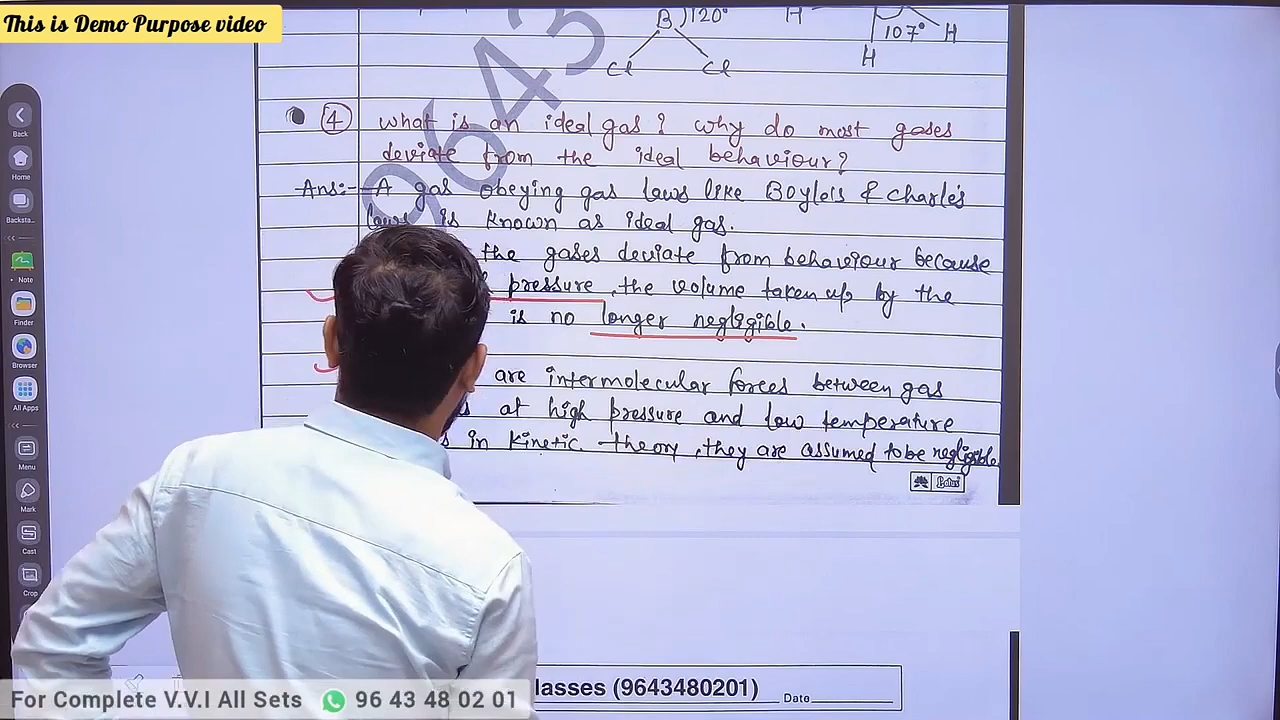 This is Demo Purpose video
B
120°
H
107°
H
H
Cl
Cl
9643
④ what is an ideal gas? why do most gases
deviate from the ideal behaviour?
Ans:- A gas obeying gas laws like Boyle's & Charle's
laws is known as ideal gas.
the gases deviate from behaviour because
pressure, the volume taken up by the
is no longer negligible.
are intermolecular forces between gas
at high pressure and low temperature
in kinetic theory, they are assumed to be negligible
Lotus
Back
Home
Backsta...
Note
Finder
Browser
All Apps
Menu
Mark
Cast
Crop
lasses (9643480201)
Date
For Complete V.V.I All Sets 96 43 48 02 01